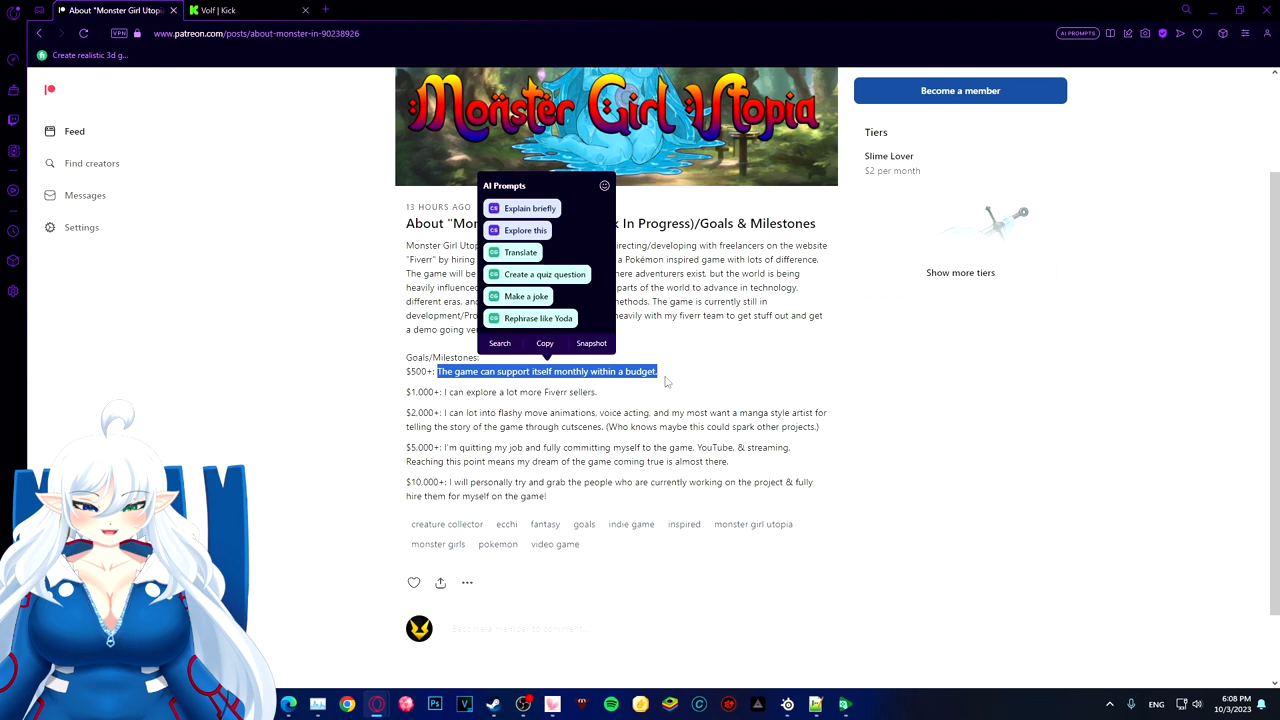 About "Monster Girl Utopi
Volf | Kick
VPN
www.patreon.com/posts/about-monster-in-90238926
AI PROMPTS
Create realistic 3d g...
Monster Girl Utopia
Become a member
Feed
Find creators
Messages
Settings
Tiers
Slime Lover
$2 per month
Show more tiers
AI Prompts
Explain briefly
Explore this
Translate
Create a quiz question
Make a joke
Rephrase like Yoda
Search Copy Snapshot
13 HOURS AGO
About "Mon k In Progress)/Goals & Milestones
Monster Girl Utop directing/developing with freelancers on the website
"Fiverr" by hiring a Pokémon inspired game with lots of difference.
The game will be here adventurers exist, but the world is being
heavily influence parts of the world to advance in technology,
different eras, an methods. The game is currently still in
development/Pro heavily with my fiverr team to get stuff out and get
a demo going ver
Goals/Milestones:
$500+: The game can support itself monthly within a budget.
$1,000+: I can explore a lot more Fiverr sellers.
$2,000+: I can lot into flashy move animations, voice acting, and my most want a manga style artist for
telling the story of the game through cutscenes. (Who knows maybe this could spark other projects.)
$5,000+: I'm quitting my job and fully committing myself to the game, YouTube, & streaming.
Reaching this point means my dream of the game coming true is almost there.
$10,000+: I will personally try and grab the people who are currently working on the project & fully
hire them for myself on the game!
creature collector ecchi fantasy goals indie game inspired monster girl utopia
monster girls pokemon video game
Become a member to comment...
ENG
6:08 PM
10/3/2023